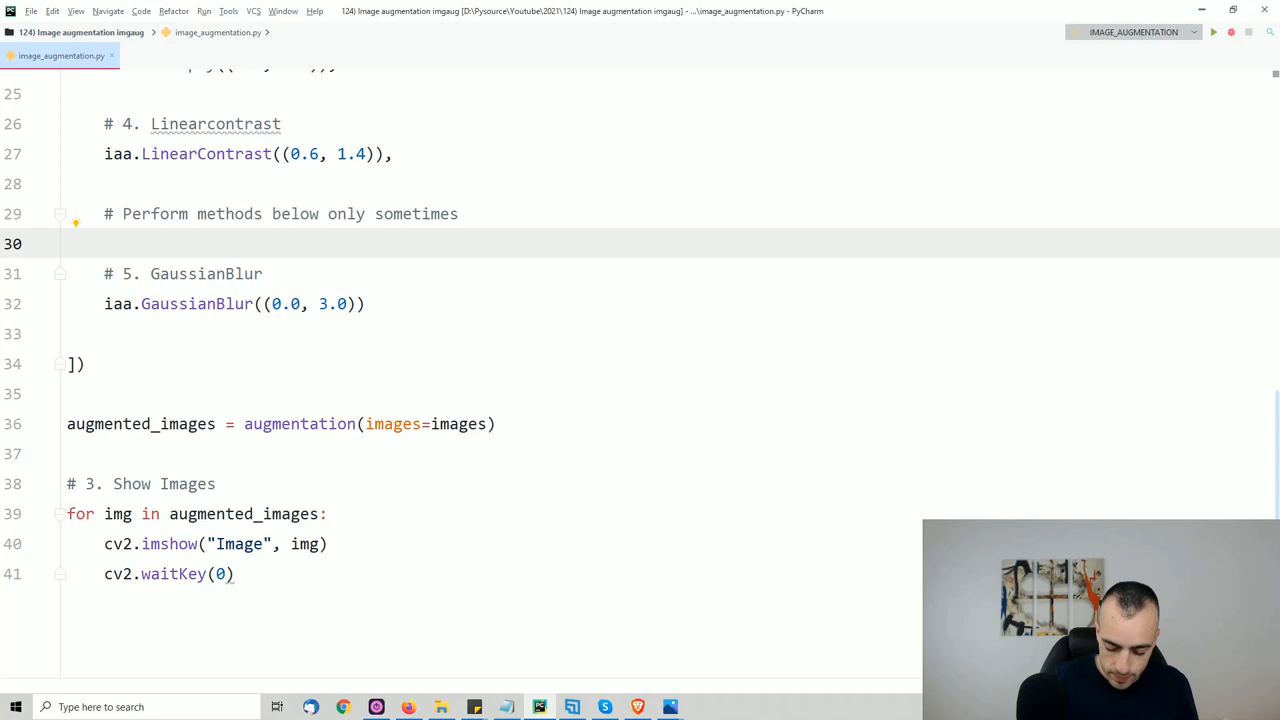 File Edit View Navigate Code Refactor Run Tools VCS Window Help 124) Image augmentation imgaug [D:\Pysource\Youtube\2021\124) Image augmentation imgaug] - ...\image_augmentation.py - PyCharm
124) Image augmentation imgaug image_augmentation.py IMAGE_AUGMENTATION
image_augmentation.py
25
26 # 4. Linearcontrast
27 iaa.LinearContrast((0.6, 1.4)),
28
29 # Perform methods below only sometimes
30
31 # 5. GaussianBlur
32 iaa.GaussianBlur((0.0, 3.0))
33
34 ])
35
36 augmented_images = augmentation(images=images)
37
38 # 3. Show Images
39 for img in augmented_images:
40 cv2.imshow("Image", img)
41 cv2.waitKey(0)
Type here to search